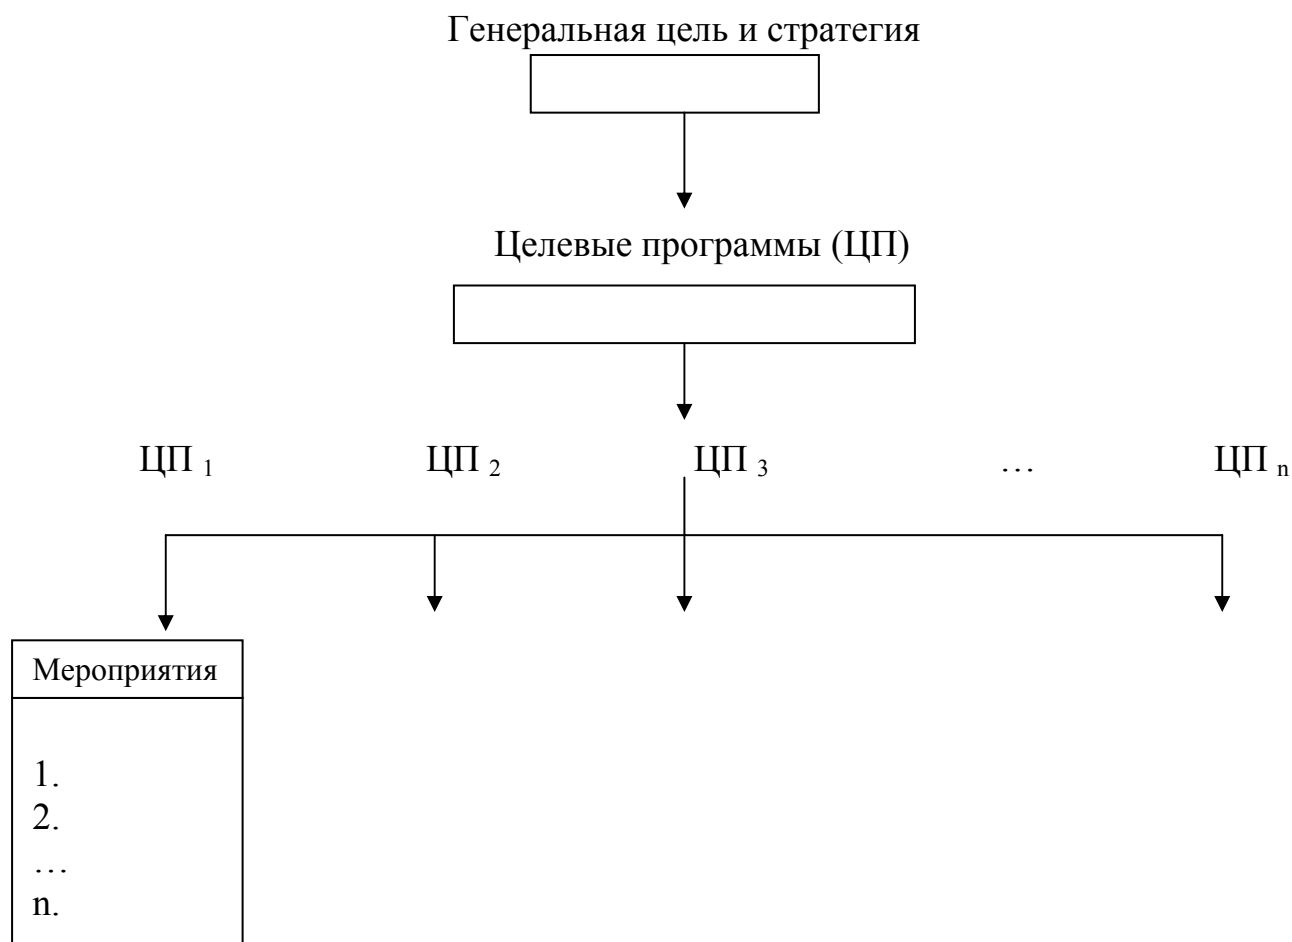 Генеральная цель и стратегия
Целевые программы (ЦП)
ЦП 1 ЦП 2 ЦП 3 … ЦП n
Мероприятия
1.
2.
…
n.